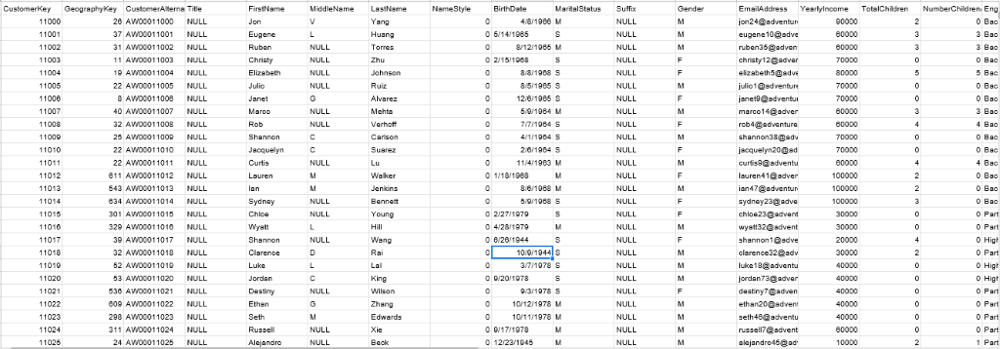 CustomerKey GeographyKey CustomerAlterna Title FirstName MiddleName LastName NameStyle BirthDate MaritalStatus Suffix Gender EmailAddress YearlyIncome TotalChildren NumberChildren Eng
11000 26 AW00011000 NULL Jon V Yang 0 4/8/1966 M NULL M jon24@adventur 90000 2 0 Bac
11001 37 AW00011001 NULL Eugene L Huang 0 5/14/1965 S NULL M eugene10@adve 60000 3 3 Bac
11002 31 AW00011002 NULL Ruben NULL Torres 0 8/12/1965 M NULL M ruben35@adven 60000 3 3 Bac
11003 11 AW00011003 NULL Christy NULL Zhu 0 2/15/1968 S NULL F christy12@adve 70000 0 0 Bac
11004 19 AW00011004 NULL Elizabeth NULL Johnson 0 8/8/1968 S NULL F elizabeth5@adve 80000 5 5 Bac
11005 22 AW00011005 NULL Julio NULL Ruiz 0 8/5/1965 S NULL M julio1@adventur 70000 0 0 Bac
11006 8 AW00011006 NULL Janet G Alvarez 0 12/6/1965 S NULL F janet9@adventu 70000 0 0 Bac
11007 40 AW00011007 NULL Marco NULL Mehta 0 5/9/1964 M NULL M marco14@adver 60000 3 3 Bac
11008 32 AW00011008 NULL Rob NULL Verhoff 0 7/7/1964 S NULL F rob4@adventure 60000 4 4 Bac
11009 25 AW00011009 NULL Shannon C Carlson 0 4/1/1964 S NULL M shannon38@adv 70000 0 0 Bac
11010 22 AW00011010 NULL Jacquelyn C Suarez 0 2/6/1964 S NULL F jacquelyn20@ad 70000 0 0 Bac
11011 22 AW00011011 NULL Curtis NULL Lu 0 11/4/1963 M NULL M curtis9@adventu 60000 4 4 Bac
11012 611 AW00011012 NULL Lauren M Walker 0 1/18/1968 M NULL F lauren41@adver 100000 2 0 Bac
11013 543 AW00011013 NULL Ian M Jenkins 0 8/6/1968 M NULL M ian47@adventure 100000 2 0 Bac
11014 634 AW00011014 NULL Sydney NULL Bennett 0 5/9/1968 S NULL F sydney23@adve 100000 3 0 Bac
11015 301 AW00011015 NULL Chloe NULL Young 0 2/27/1979 S NULL F chloe23@advent 30000 0 0 Part
11016 329 AW00011016 NULL Wyatt L Hill 0 4/28/1979 M NULL M wyatt32@advent 30000 0 0 Part
11017 39 AW00011017 NULL Shannon NULL Wang 0 6/26/1944 S NULL F shannon1@adve 20000 4 0 High
11018 32 AW00011018 NULL Clarence D Rai 0 10/9/1944 S NULL M clarence32@adv 30000 2 0 Part
11019 52 AW00011019 NULL Luke L Lal 0 3/7/1978 S NULL M luke18@adventu 40000 0 0 High
11020 53 AW00011020 NULL Jordan C King 0 9/20/1978 S NULL M jordan73@adver 40000 0 0 High
11021 536 AW00011021 NULL Destiny NULL Wilson 0 9/3/1978 S NULL F destiny7@adven 40000 0 0 Part
11022 609 AW00011022 NULL Ethan G Zhang 0 10/12/1978 M NULL M ethan20@adven 40000 0 0 Part
11023 298 AW00011023 NULL Seth M Edwards 0 10/11/1978 M NULL M seth46@adventu 40000 0 0 Part
11024 311 AW00011024 NULL Russell NULL Xie 0 9/17/1978 M NULL M russell7@adven 60000 0 0 Part
11025 24 AW00011025 NULL Alejandro NULL Beck 0 12/23/1945 M NULL M alejandro45@ad 10000 2 1 Part